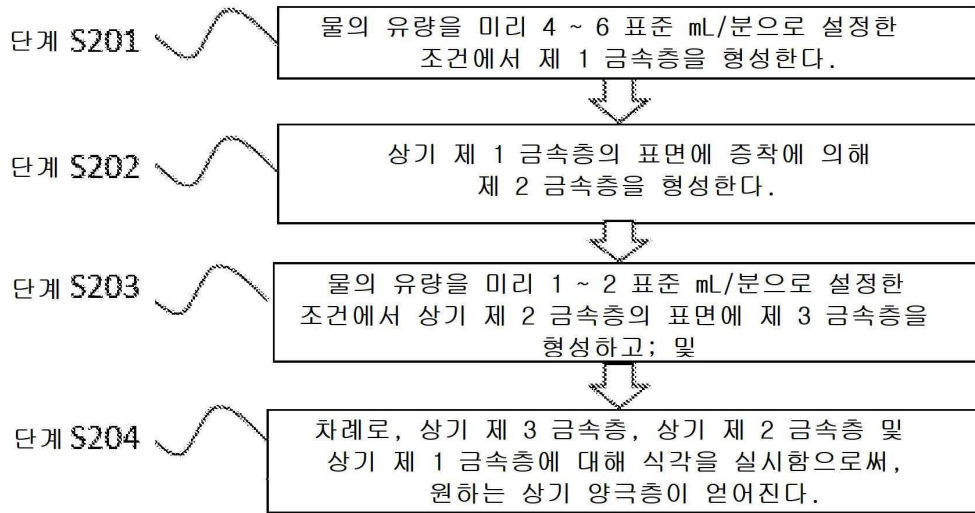 단계 S201
물의 유량을 미리 4 ~ 6 표준 mL/분으로 설정한
조건에서 제 1 금속층을 형성한다.
단계 S202
상기 제 1 금속층의 표면에 증착에 의해
제 2 금속층을 형성한다.
단계 S203
물의 유량을 미리 1 ~ 2 표준 mL/분으로 설정한
조건에서 상기 제 2 금속층의 표면에 제 3 금속층을
형성하고; 및
단계 S204
차례로, 상기 제 3 금속층, 상기 제 2 금속층 및
상기 제 1 금속층에 대해 식각을 실시함으로써,
원하는 상기 양극층이 얻어진다.